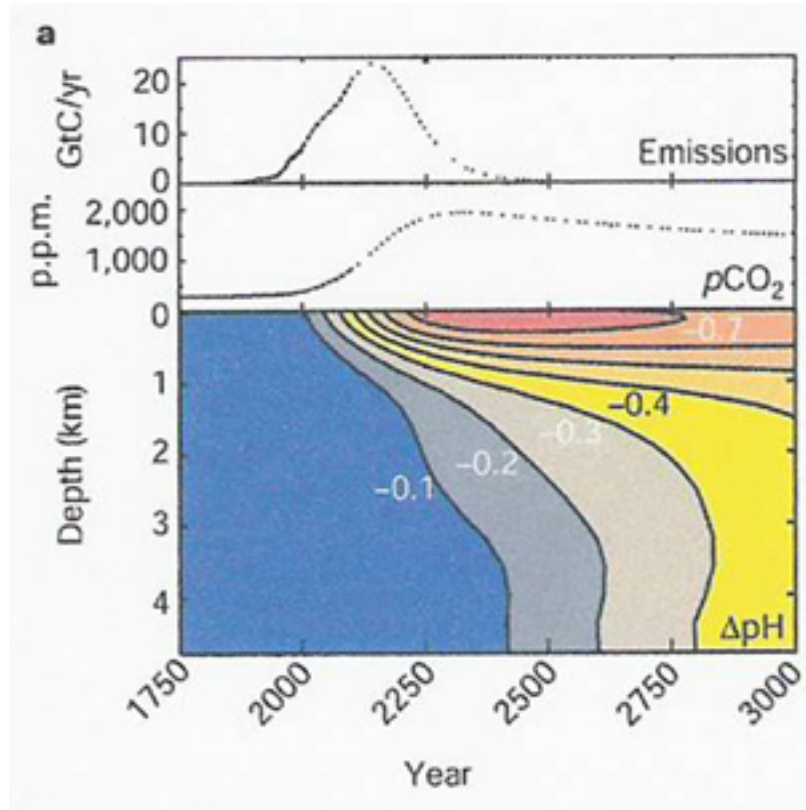 a
GtC/yr
20
10
0
Emissions
p.p.m.
2,000
1,000
pCO₂
Depth (km)
0
1
2
3
4
–0.7
–0.4
–0.3
–0.2
–0.1
ΔpH
1750 2000 2250 2500 2750 3000
Year